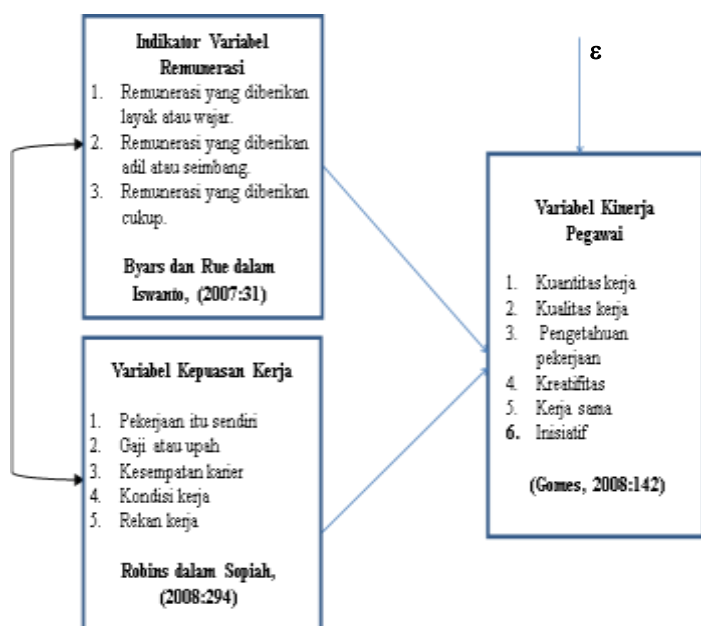 Indikator Variabel
Remunerasi
1. Remunerasi yang diberikan
layak atau wajar.
2. Remunerasi yang diberikan
adil atau seimbang.
3. Remunerasi yang diberikan
cukup.
Byars dan Rue dalam
Iswanto, (2007:31)
Variabel Kepuasan Kerja
1. Pekerjaan itu sendiri
2. Gaji atau upah
3. Kesempatan karier
4. Kondisi kerja
5. Rekan kerja
Robins dalam Sopiah,
(2008:294)
ε
Variabel Kinerja
Pegawai
1. Kuantitas kerja
2. Kualitas kerja
3. Pengetahuan
pekerjaan
4. Kreatifitas
5. Kerja sama
6. Inisiatif
(Gomes, 2008:142)